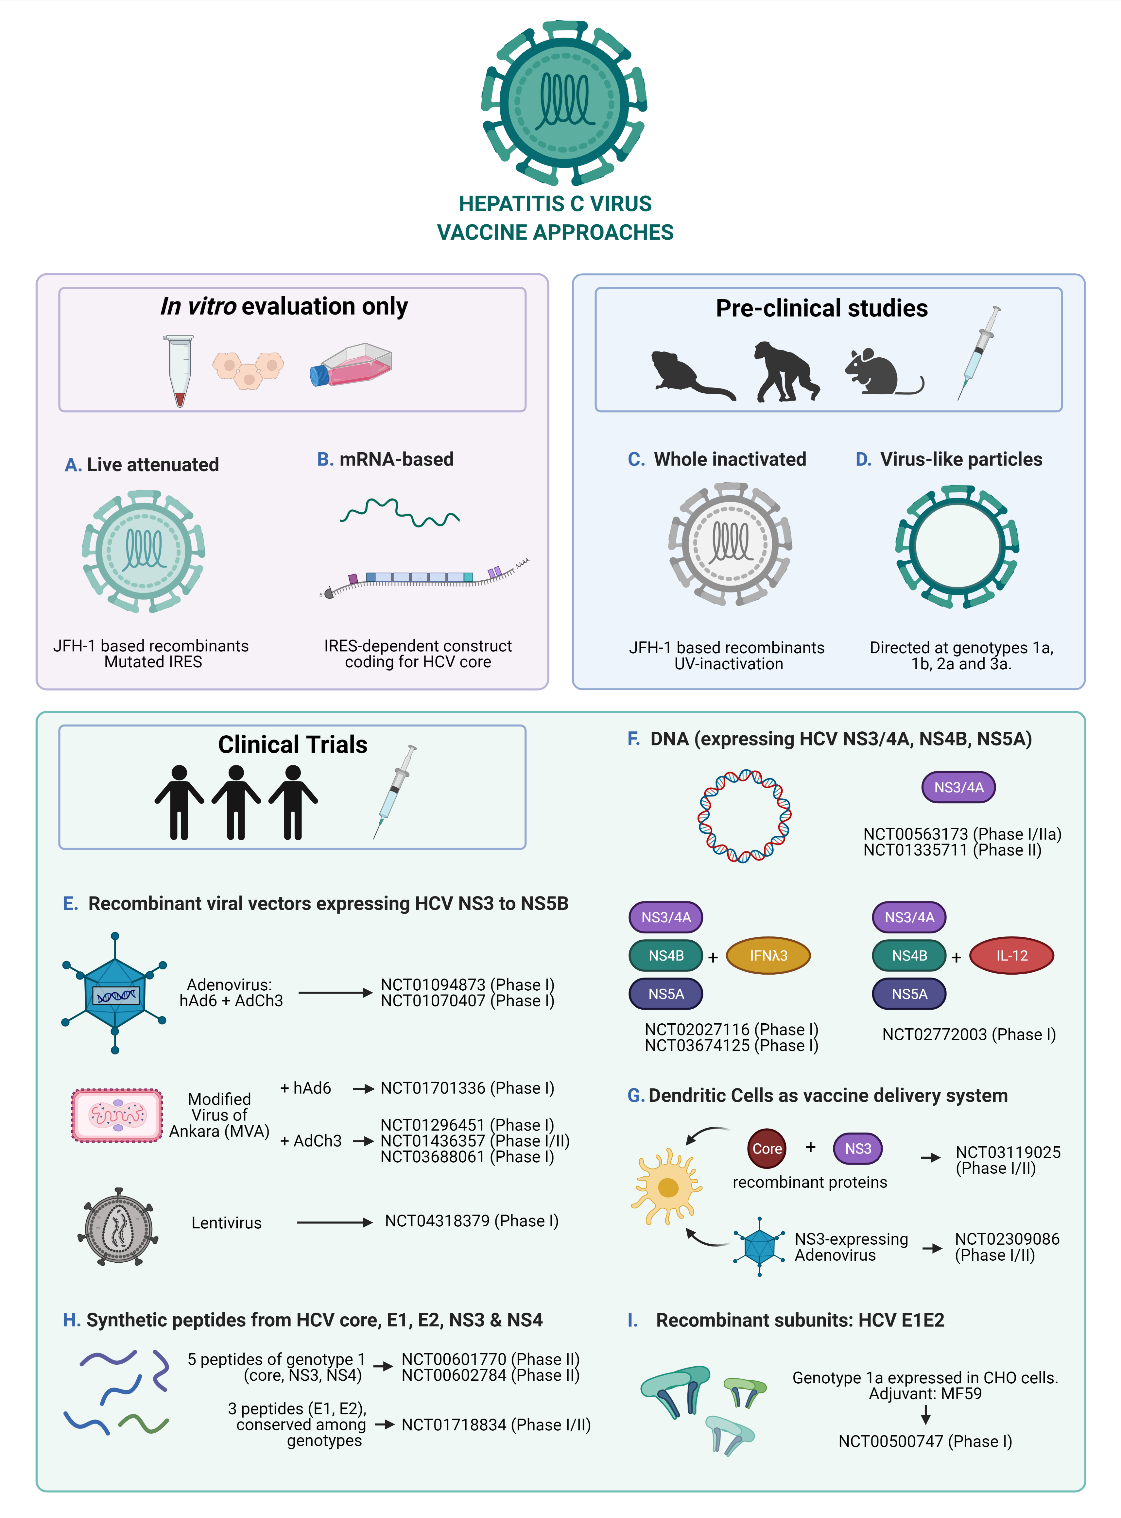 HEPATITIS C VIRUS
VACCINE APPROACHES
In vitro evaluation only
A. Live attenuated
JFH-1 based recombinants
Mutated IRES
B. mRNA-based
IRES-dependent construct
coding for HCV core
Pre-clinical studies
C. Whole inactivated
JFH-1 based recombinants
UV-inactivation
D. Virus-like particles
Directed at genotypes 1a,
1b, 2a and 3a.
Clinical Trials
E. Recombinant viral vectors expressing HCV NS3 to NS5B
Adenovirus:
hAd6 + AdCh3
NCT01094873 (Phase I)
NCT01070407 (Phase I)
Modified
Virus of
Ankara (MVA)
+ hAd6
NCT01701336 (Phase I)
+ AdCh3
NCT01296451 (Phase I)
NCT01436357 (Phase I/II)
NCT03688061 (Phase I)
Lentivirus
NCT04318379 (Phase I)
F. DNA (expressing HCV NS3/4A, NS4B, NS5A)
NS3/4A
NCT00563173 (Phase I/IIa)
NCT01335711 (Phase II)
NS3/4A
NS4B + IFNλ3
NS5A
NCT02027116 (Phase I)
NCT03674125 (Phase I)
NS3/4A
NS4B + IL-12
NS5A
NCT02772003 (Phase I)
G. Dendritic Cells as vaccine delivery system
Core + NS3
recombinant proteins
NCT03119025
(Phase I/II)
NS3-expressing
Adenovirus
NCT02309086
(Phase I/II)
H. Synthetic peptides from HCV core, E1, E2, NS3 & NS4
5 peptides of genotype 1
(core, NS3, NS4)
NCT00601770 (Phase II)
NCT00602784 (Phase II)
3 peptides (E1, E2),
conserved among
genotypes
NCT01718834 (Phase I/II)
I. Recombinant subunits: HCV E1E2
Genotype 1a expressed in CHO cells.
Adjuvant: MF59
NCT00500747 (Phase I)